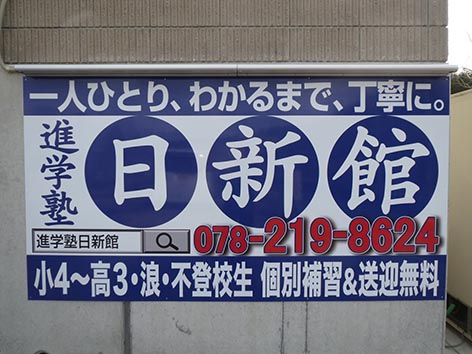 一人ひとり、わかるまで、丁寧に。
進学塾
日新館
進学塾日新館
078-219-8624
小4～高3・浪・不登校生 個別補習&送迎無料